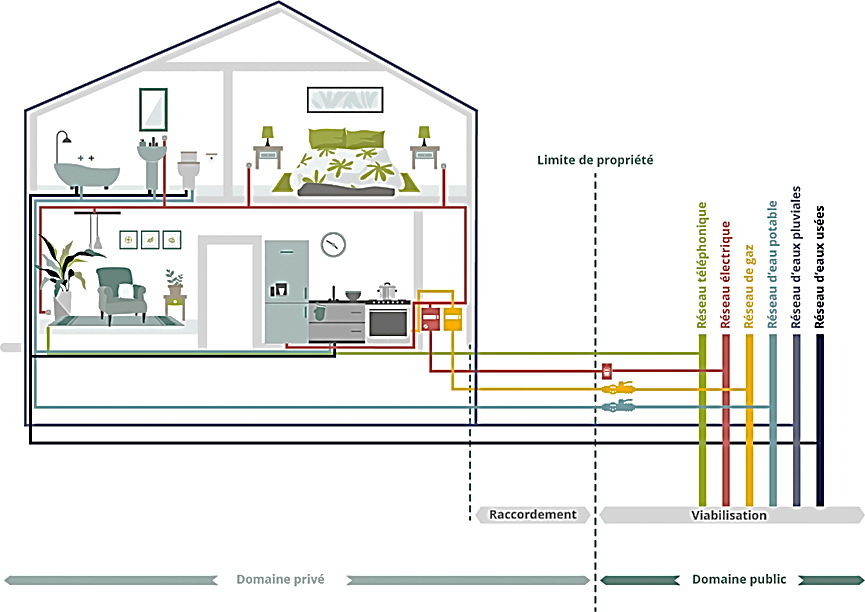 Limite de propriété
Réseau téléphonique
Réseau électrique
Réseau de gaz
Réseau d'eau potable
Réseau d'eaux pluviales
Réseau d'eaux usées
Raccordement
Viabilisation
Domaine privé
Domaine public